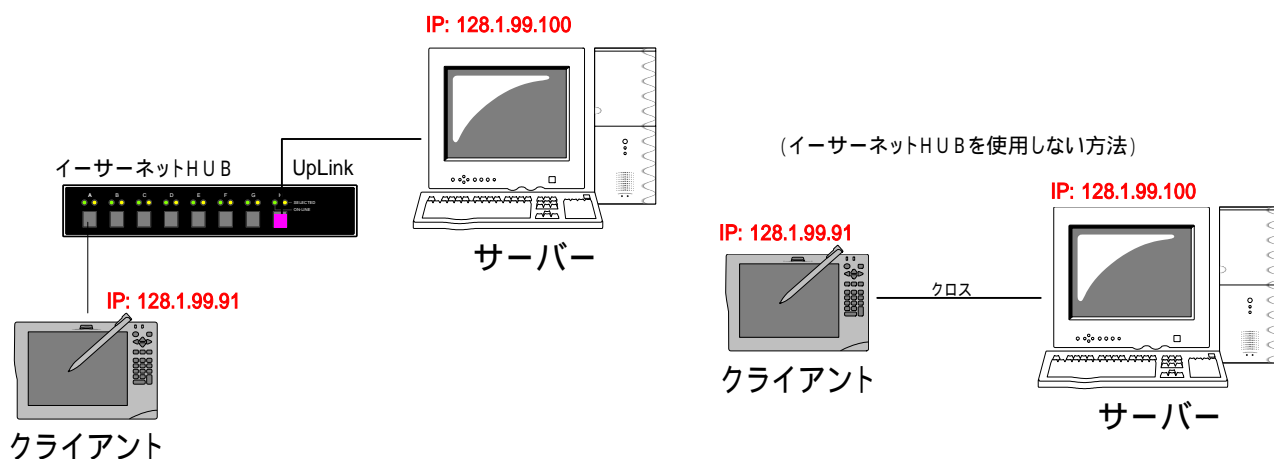 IP: 128.1.99.100
イーサーネットHUB
UpLink
A B C D E F G
SELECTED
ON-LINE
サーバー
IP: 128.1.99.91
クライアント
(イーサーネットHUBを使用しない方法)
IP: 128.1.99.100
IP: 128.1.99.91
クロス
クライアント
サーバー